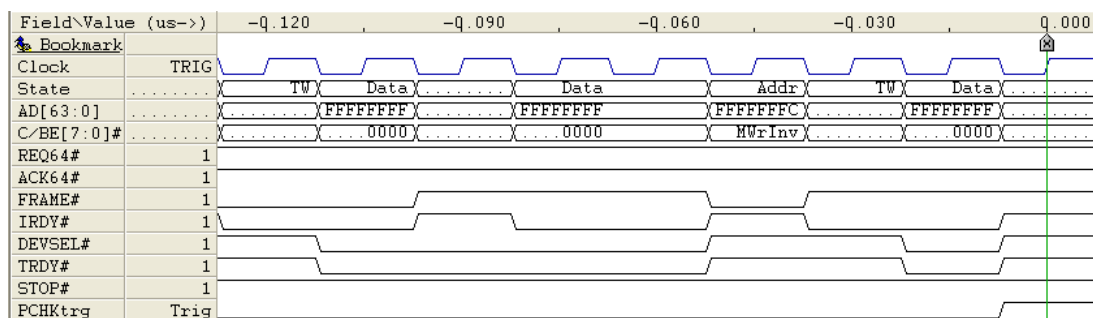 Field\Value (us->) -0.120 -0.090 -0.060 -0.030 0.000
Bookmark
Clock TRIG
State ........ TW Data ........ Data Addr TW Data ........
AD[63:0] ........ FFFFFFFF ........ FFFFFFFF FFFFFFFC ........ FFFFFFFF ........
C/BE[7:0]# ........ 0000 ........ 0000 MWrInv ........ 0000 ........
REQ64# 1
ACK64# 1
FRAME# 1
IRDY# 1
DEVSEL# 1
TRDY# 1
STOP# 1
PCHKtrg Trig